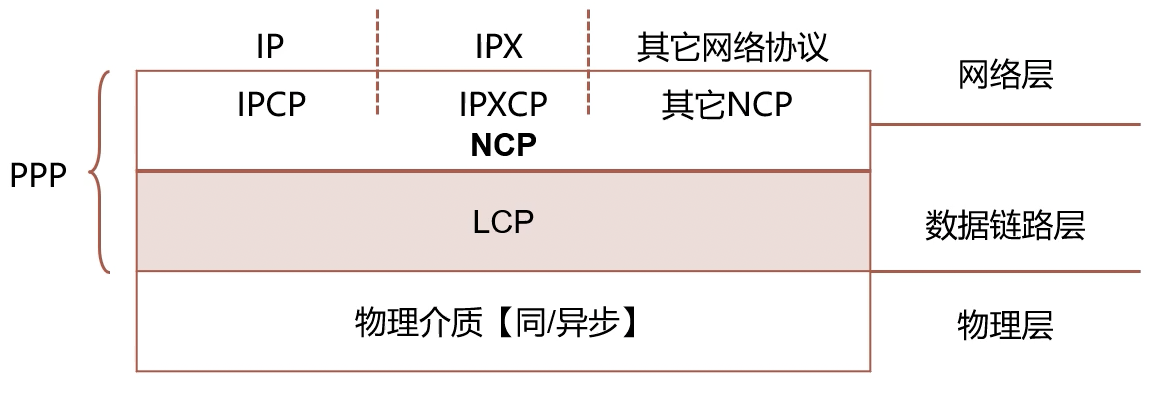 IP IPX 其它网络协议
网络层
IPCP IPXCP 其它NCP
NCP
PPP
LCP
数据链路层
物理介质【同/异步】
物理层